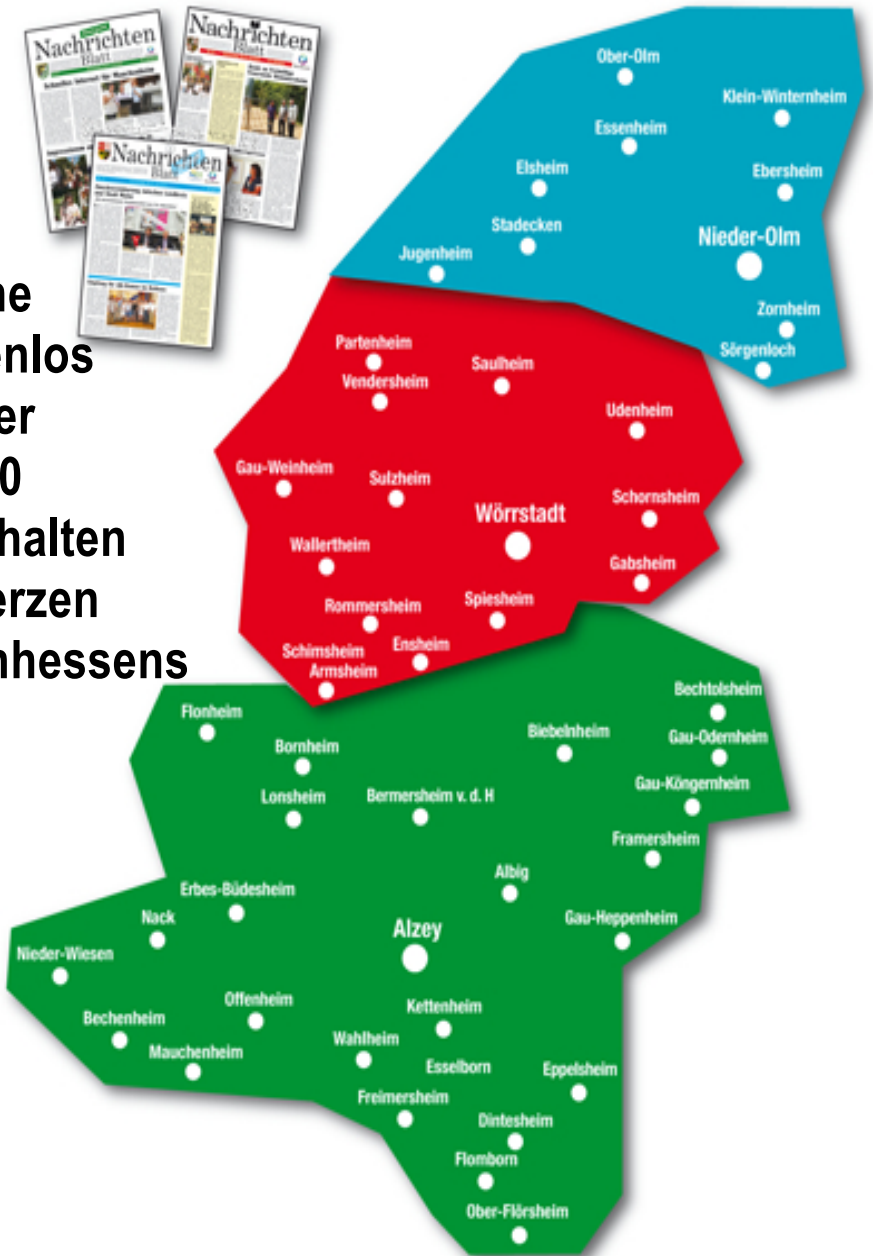 Nachrichten
Blatt
Nachrichten
Blatt
Nachrichten
Blatt
ne
enlos
er
0
halten
erzen
nhessens
Ober-Olm
Klein-Winternheim
Essenheim
Elsheim
Ebersheim
Stadecken
Nieder-Olm
Jugenheim
Zornheim
Sörgenloch
Partenheim
Saulheim
Vendersheim
Udenheim
Gau-Weinheim
Sulzheim
Schornsheim
Wörrstadt
Wallertheim
Gabsheim
Rommersheim
Spiesheim
Schimsheim
Ensheim
Armsheim
Bechtolsheim
Flonheim
Biebelnheim
Gau-Odernheim
Bornheim
Gau-Köngernheim
Lonsheim
Bermersheim v. d. H
Framersheim
Albig
Erbes-Büdesheim
Nack
Gau-Heppenheim
Alzey
Nieder-Wiesen
Offenheim
Kettenheim
Bechenheim
Wahlheim
Mauchenheim
Esselborn
Eppelsheim
Freimersheim
Dintesheim
Flomborn
Ober-Flörsheim